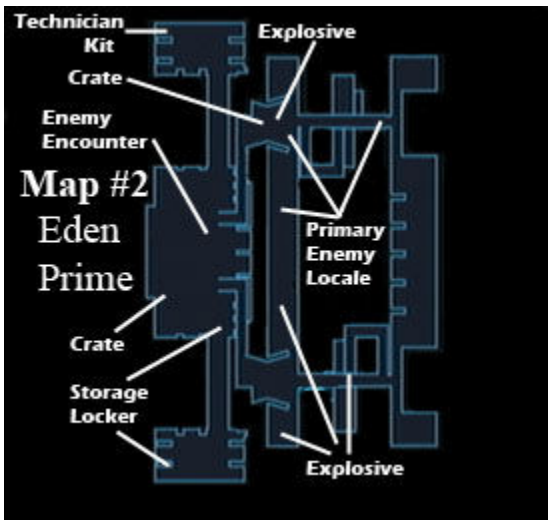 Technician
Kit
Explosive
Crate
Enemy
Encounter
Map #2
Eden
Prime
Primary
Enemy
Locale
Crate
Storage
Locker
Explosive